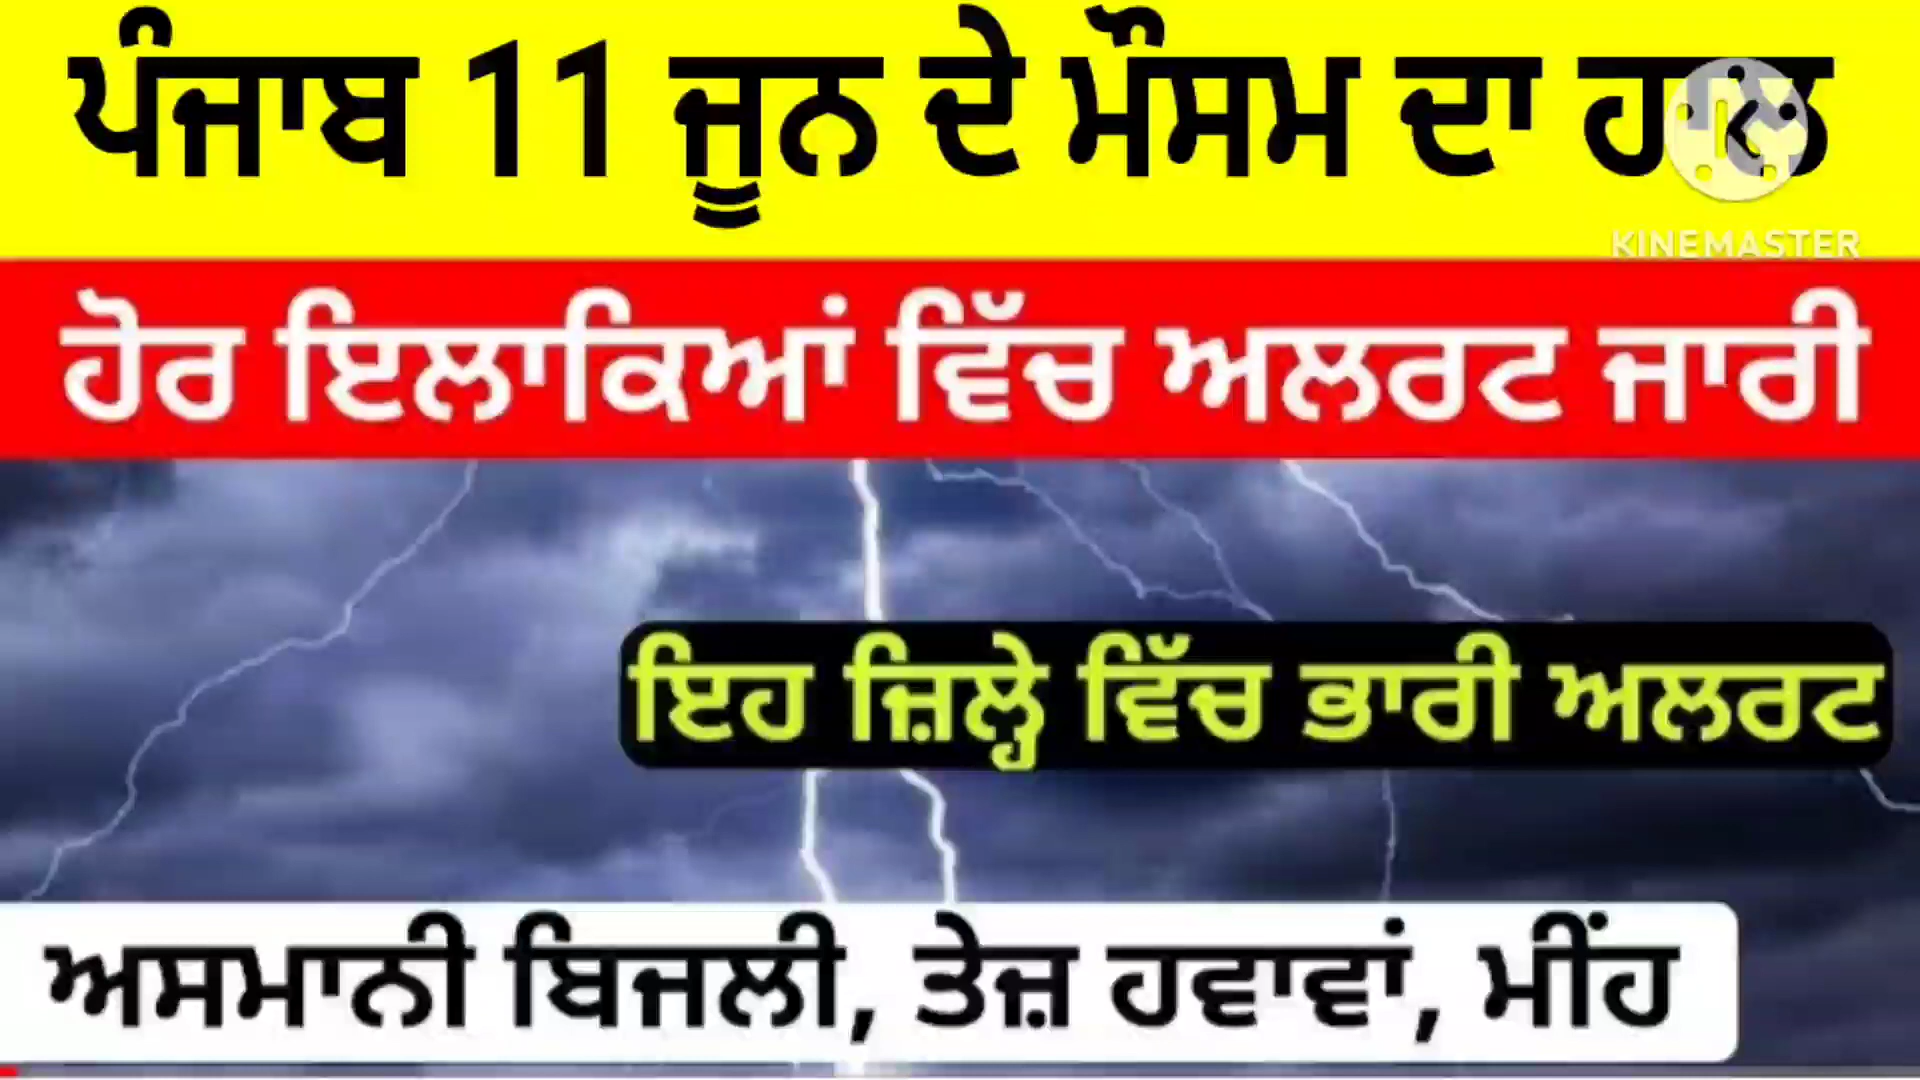 ਪੰਜਾਬ 11 ਜੂਨ ਦੇ ਮੌਸਮ ਦਾ ਹਾਲ
KINEMASTER
ਹੋਰ ਇਲਾਕਿਆਂ ਵਿੱਚ ਅਲਰਟ ਜਾਰੀ
ਇਹ ਜ਼ਿਲ੍ਹੇ ਵਿੱਚ ਭਾਰੀ ਅਲਰਟ
ਅਸਮਾਨੀ ਬਿਜਲੀ, ਤੇਜ਼ ਹਵਾਵਾਂ, ਮੀਂਹ